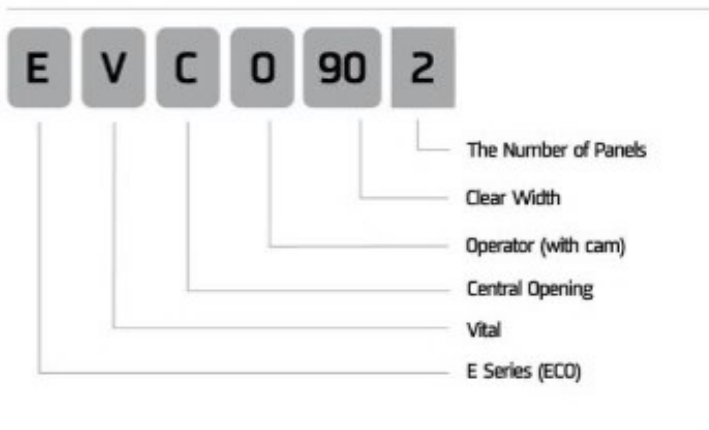 E V C O 90 2
The Number of Panels
Clear Width
Operator (with cam)
Central Opening
Vital
E Series (ECO)